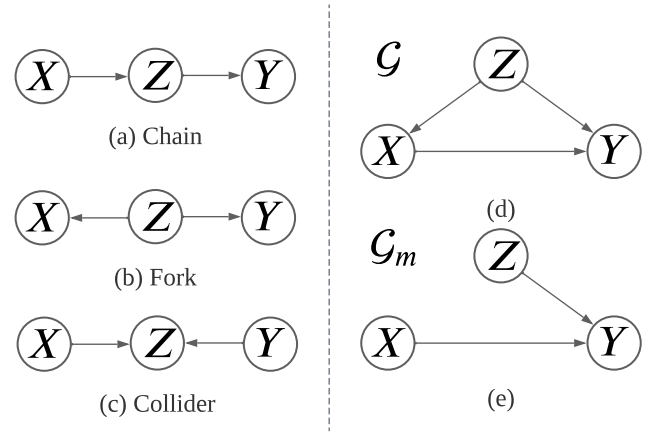 X Z Y
(a) Chain
X Z Y
(b) Fork
X Z Y
(c) Collider
𝒢
Z
X Y
(d)
𝒢m
Z
X Y
(e)